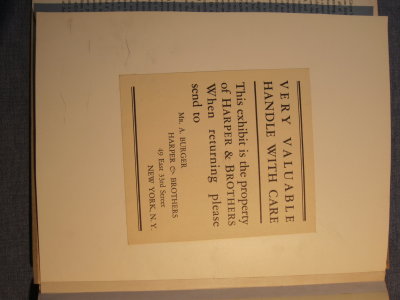 VERY VALUABLE
HANDLE WITH CARE
This exhibit is the property
of HARPER & BROTHERS
When returning please
send to
MR. A. BURGER
HARPER & BROTHERS
49 East 33rd Street
NEW YORK, N. Y.